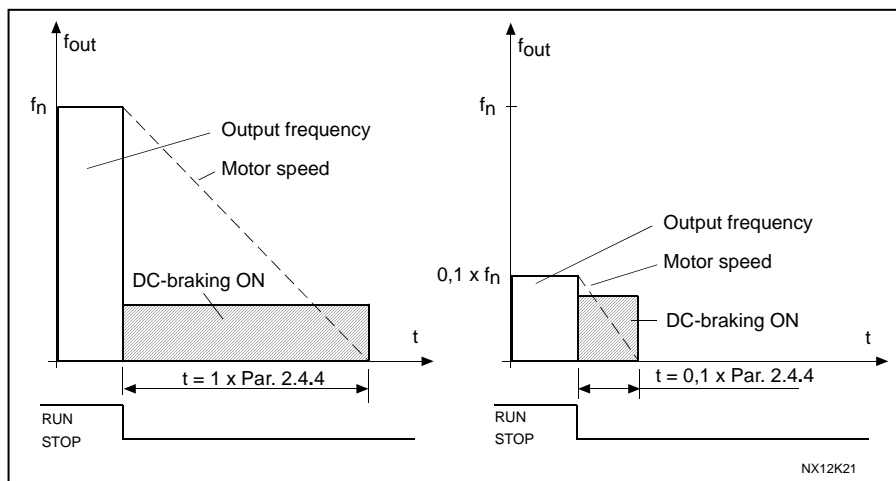 fout
fn
Output frequency
Motor speed
DC-braking ON
t
t = 1 x Par. 2.4.4
RUN
STOP
fout
fn
Output frequency
Motor speed
0,1 x fn
DC-braking ON
t
t = 0,1 x Par. 2.4.4
RUN
STOP
NX12K21